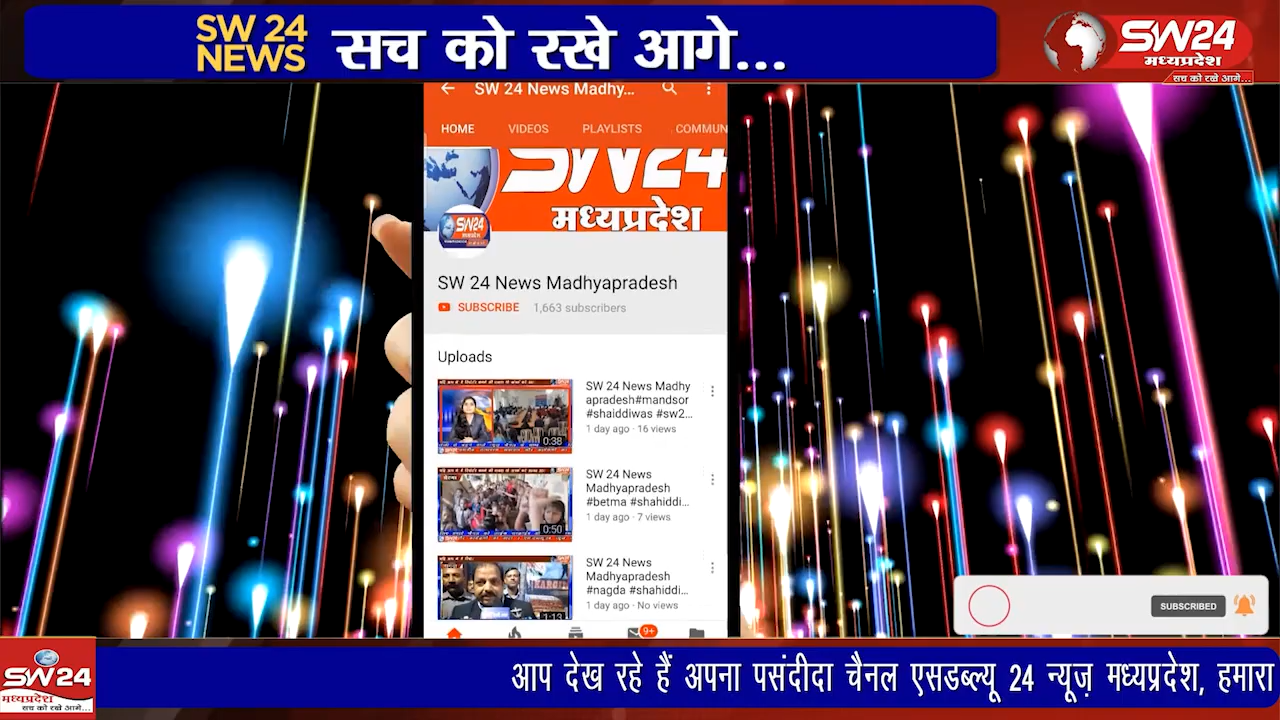 SW 24
NEWS
सच को रखे आगे...
SW24
मध्यप्रदेश
सच को रखे आगे...
SW 24 News Madhy...
HOME VIDEOS PLAYLISTS COMMUN
SW24
मध्यप्रदेश
SW24
SW 24 News Madhyapradesh
SUBSCRIBE 1,663 subscribers
Uploads
SW 24 News Madhy
apradesh#mandsor
#shaiddiwas #sw2...
1 day ago · 16 views
0:38
SW 24 News
Madhyapradesh
#betma #shahiddi...
1 day ago · 7 views
0:50
SW 24 News
Madhyapradesh
#nagda #shahiddi...
1 day ago · No views
1:13
9+
SUBSCRIBED
SW24
मध्यप्रदेश
सच को रखे आगे...
आप देख रहे हैं अपना पसंदीदा चैनल एसडब्ल्यू 24 न्यूज़ मध्यप्रदेश, हमारा